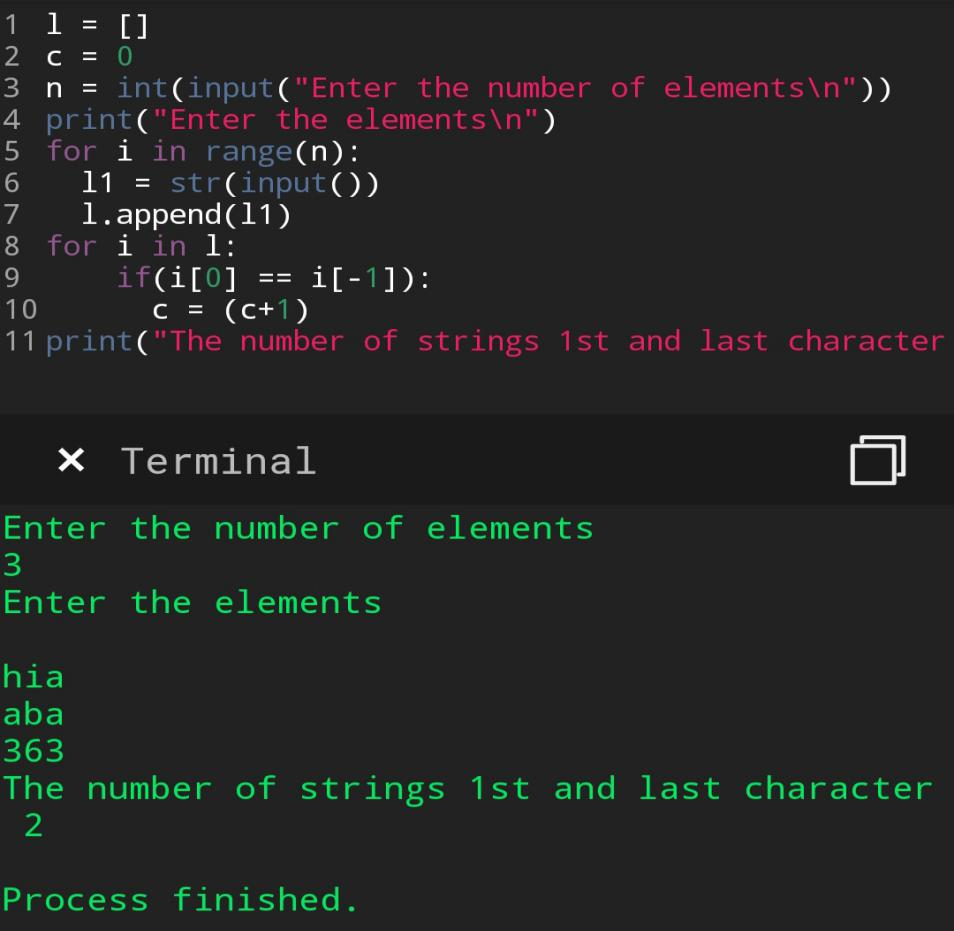 1 l = []
2 c = 0
3 n = int(input("Enter the number of elements\n"))
4 print("Enter the elements\n")
5 for i in range(n):
6   l1 = str(input())
7   l.append(l1)
8 for i in l:
9     if(i[0] == i[-1]):
10       c = (c+1)
11 print("The number of strings 1st and last character
× Terminal
Enter the number of elements
3
Enter the elements
hia
aba
363
The number of strings 1st and last character
 2
Process finished.